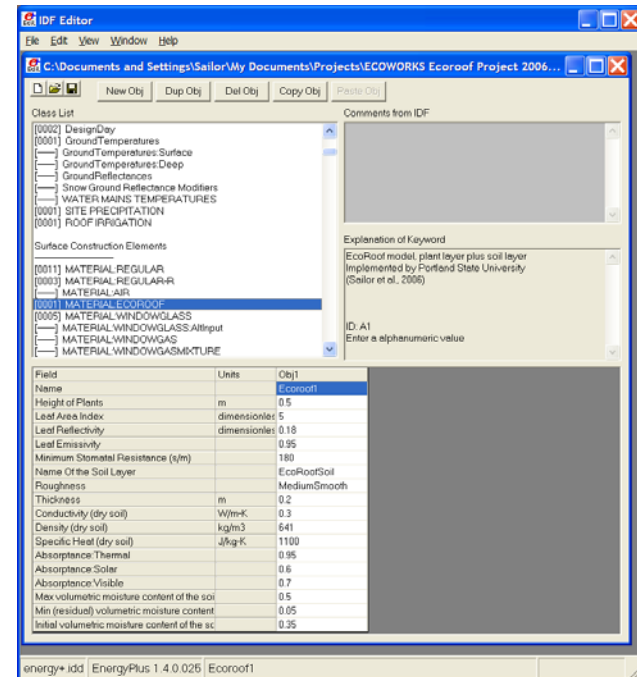 IDF Editor
File Edit View Window Help
C:\Documents and Settings\Sailor\My Documents\Projects\ECOWORKS Ecoroof Project 2006...
New Obj Dup Obj Del Obj Copy Obj Paste Obj
Class List
[0002] DesignDay
[0001] GroundTemperatures
[-----] GroundTemperatures:Surface
[-----] GroundTemperatures:Deep
[-----] GroundReflectances
[-----] Snow Ground Reflectance Modifiers
[-----] WATER MAINS TEMPERATURES
[0001] SITE PRECIPITATION
[0001] ROOF IRRIGATION
Surface Construction Elements
--------------------
[0011] MATERIAL:REGULAR
[0003] MATERIAL:REGULAR-R
[-----] MATERIAL:AIR
[0001] MATERIAL:ECOROOF
[0005] MATERIAL:WINDOWGLASS
[-----] MATERIAL:WINDOWGLASS:AltInput
[-----] MATERIAL:WINDOWGAS
[-----] MATERIAL:WINDOWGASMIXTURE
Comments from IDF
Explanation of Keyword
EcoRoof model, plant layer plus soil layer
Implemented by Portland State University
(Sailor et al., 2006)
ID: A1
Enter a alphanumeric value
Field Units Obj1
Name Ecoroof1
Height of Plants m 0.5
Leaf Area Index dimensionles 5
Leaf Reflectivity dimensionles 0.18
Leaf Emissivity 0.95
Minimum Stomatal Resistance (s/m) 180
Name Of the Soil Layer EcoRoofSoil
Roughness MediumSmooth
Thickness m 0.2
Conductivity (dry soil) W/m-K 0.3
Density (dry soil) kg/m3 641
Specific Heat (dry soil) J/kg-K 1100
Absorptance:Thermal 0.95
Absorptance:Solar 0.6
Absorptance:Visible 0.7
Max volumetric moisture content of the soi 0.5
Min (residual) volumetric moisture content 0.05
Initial volumetric moisture content of the sc 0.35
energy+.idd EnergyPlus 1.4.0.025 Ecoroof1